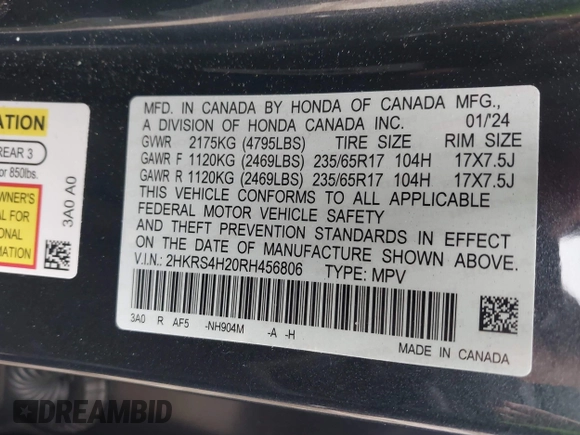 ATION
REAR 3
or 850lbs.
OWNER'S
AL FOR
IONAL
MATION
3A0 A0
MFD. IN CANADA BY HONDA OF CANADA MFG.,
A DIVISION OF HONDA CANADA INC. 01/'24
GVWR 2175KG (4795LBS) TIRE SIZE RIM SIZE
GAWR F 1120KG (2469LBS) 235/65R17 104H 17X7.5J
GAWR R 1120KG (2469LBS) 235/65R17 104H 17X7.5J
THIS VEHICLE CONFORMS TO ALL APPLICABLE
FEDERAL MOTOR VEHICLE SAFETY
AND THEFT PREVENTION STANDARDS IN EFFECT
ON THE DATE OF MANUFACTURE SHOWN ABOVE.
V.I.N.: 2HKRS4H20RH456806 TYPE: MPV
3A0 R AF5 -NH904M -A -H
MADE IN CANADA
DREAMBID